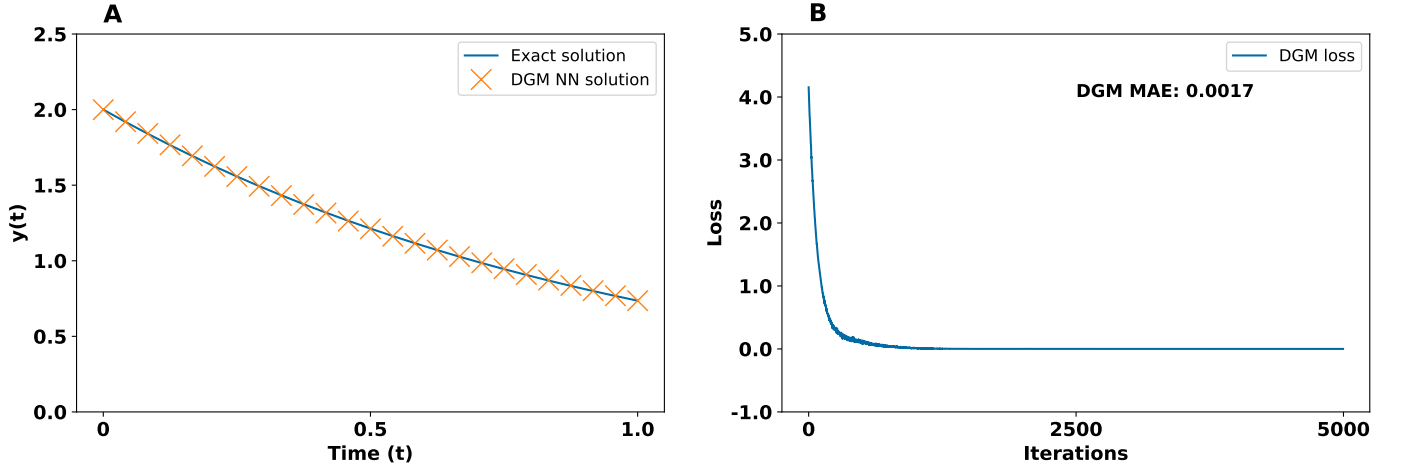 A
2.5
2.0
1.5
1.0
0.5
0.0
y(t)
Exact solution
DGM NN solution
0
0.5
1.0
Time (t)
B
5.0
4.0
3.0
2.0
1.0
0.0
-1.0
Loss
DGM loss
DGM MAE: 0.0017
0
2500
5000
Iterations